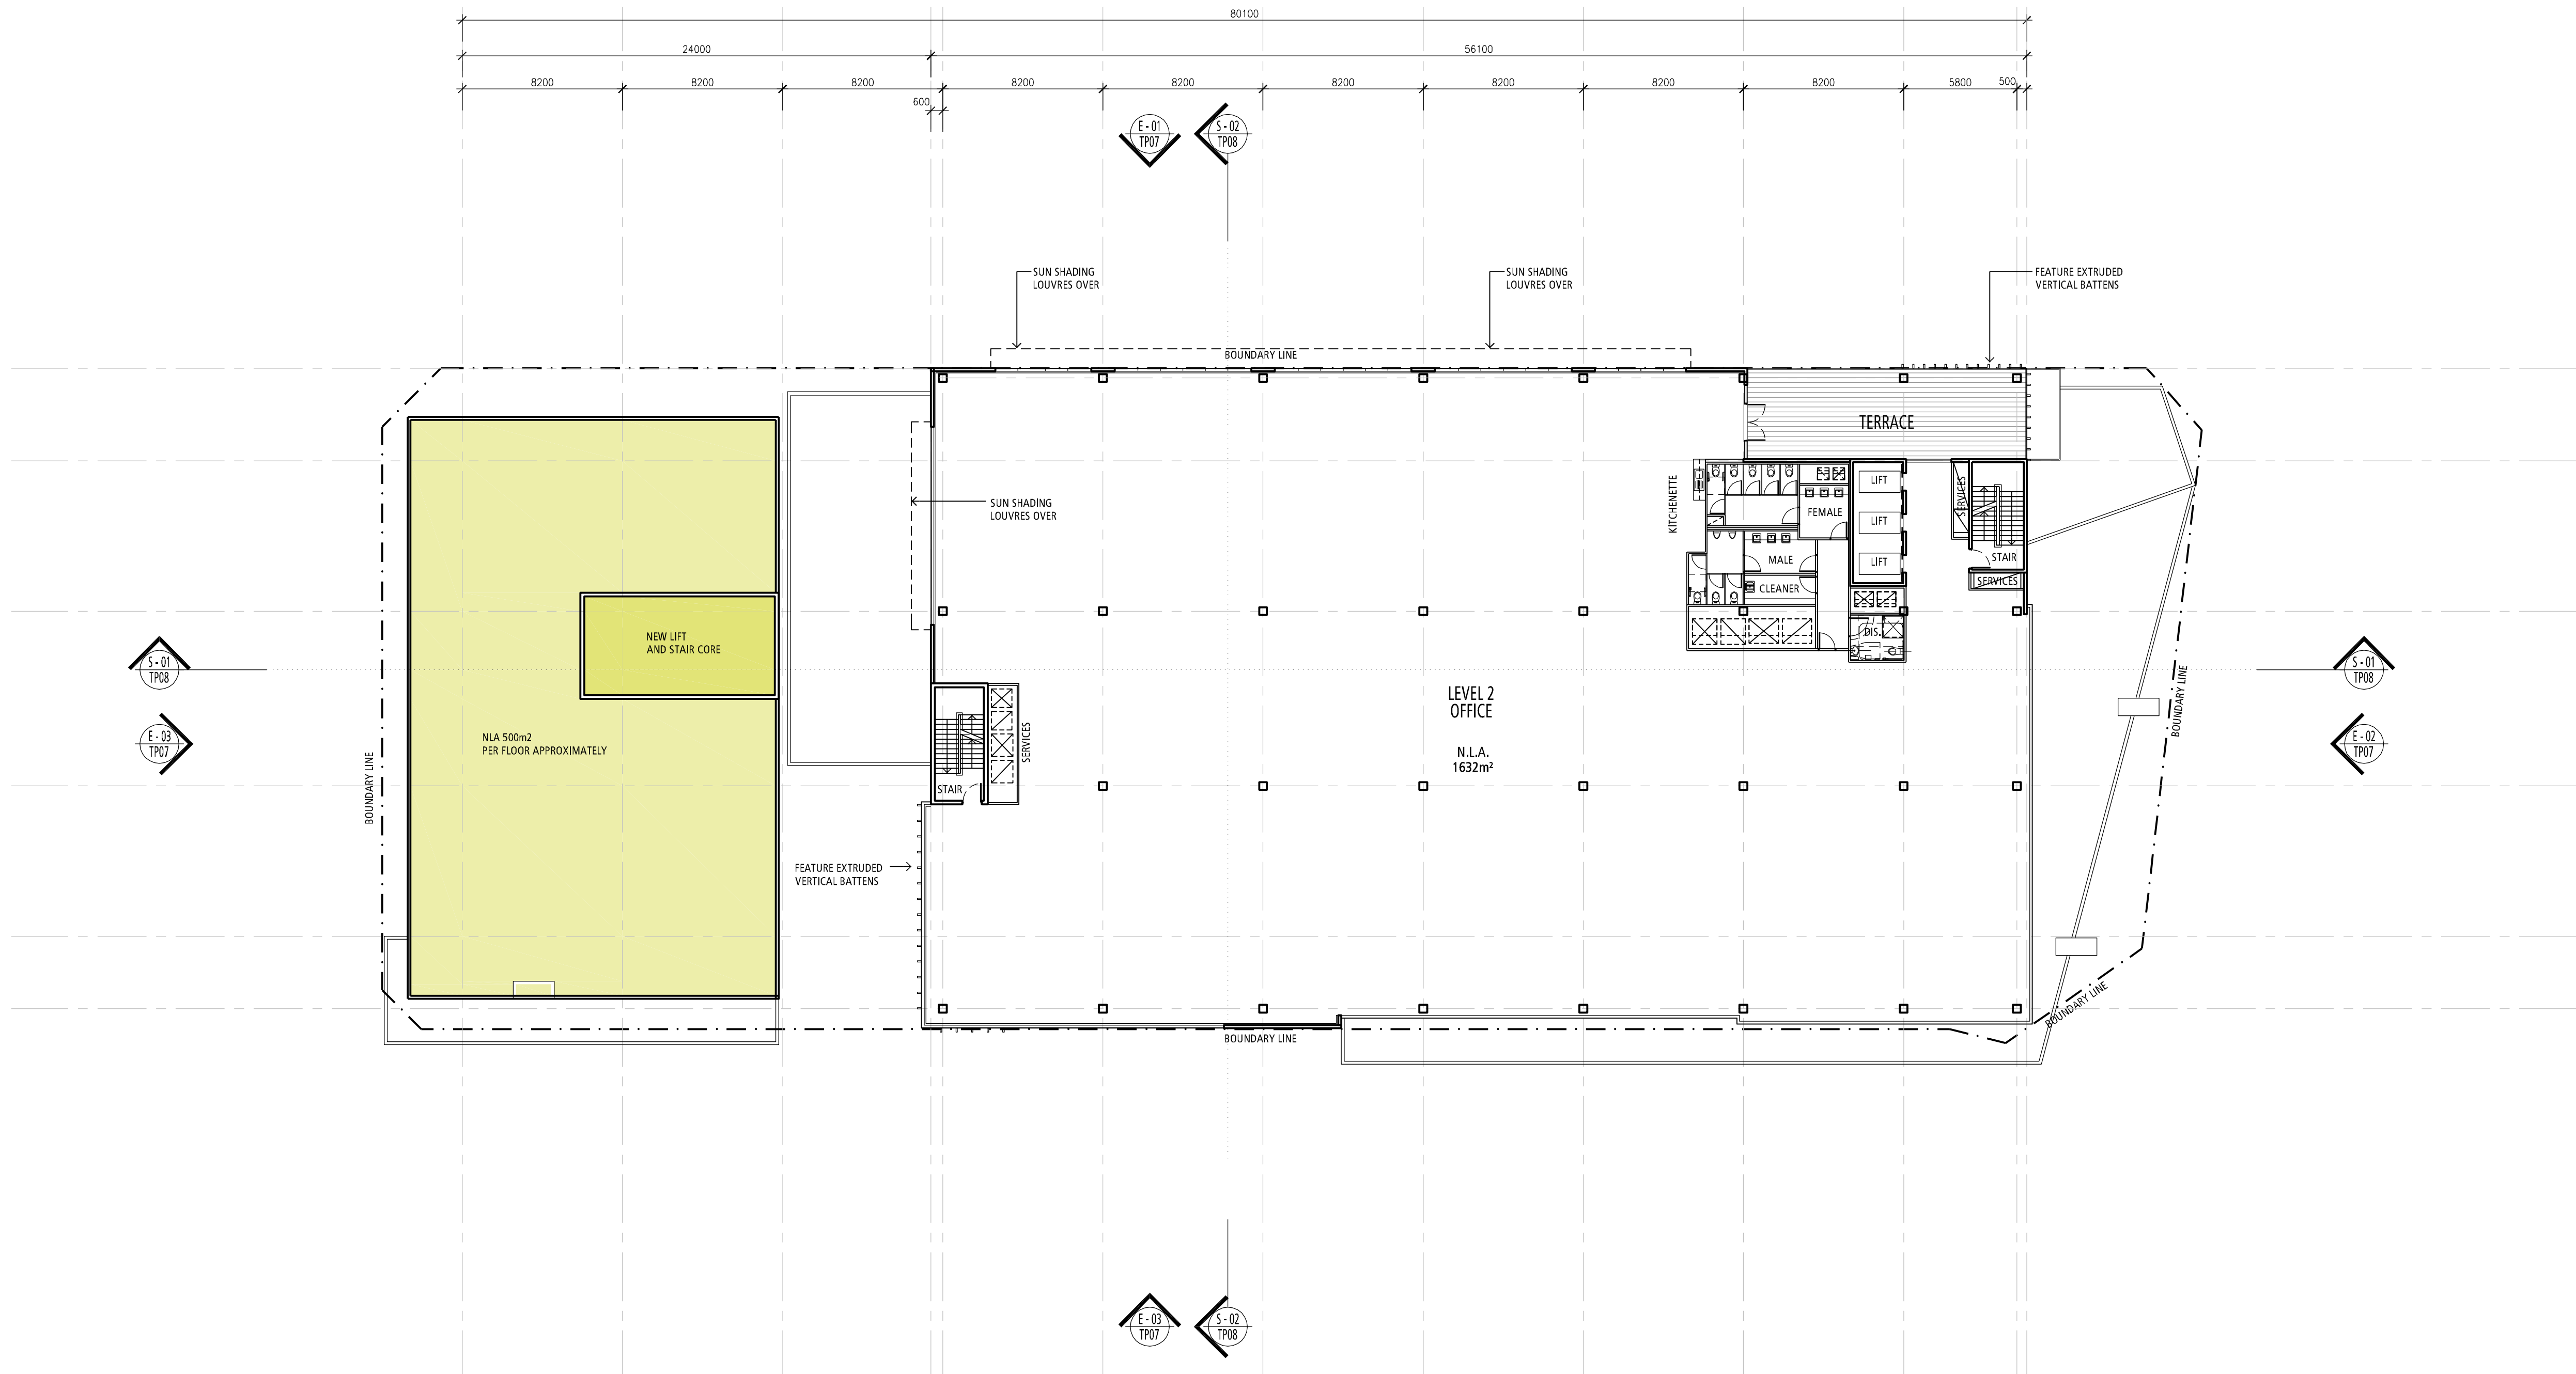 80100
24000
56100
8200
8200
8200
8200
8200
8200
8200
8200
8200
5800
500
600
E - 01
TP07
S - 02
TP08
SUN SHADING
LOUVRES OVER
SUN SHADING
LOUVRES OVER
FEATURE EXTRUDED
VERTICAL BATTENS
BOUNDARY LINE
TERRACE
SUN SHADING
LOUVRES OVER
KITCHENETTE
FEMALE
MALE
CLEANER
LIFT
LIFT
LIFT
SERVICES
STAIR
SERVICES
DIS.
NEW LIFT
AND STAIR CORE
S - 01
TP08
E - 03
TP07
NLA 500m2
PER FLOOR APPROXIMATELY
BOUNDARY LINE
SERVICES
STAIR
LEVEL 2
OFFICE
N.L.A.
1632m²
S - 01
TP08
E - 02
TP07
BOUNDARY LINE
FEATURE EXTRUDED
VERTICAL BATTENS
BOUNDARY LINE
BOUNDARY LINE
E - 03
TP07
S - 02
TP08